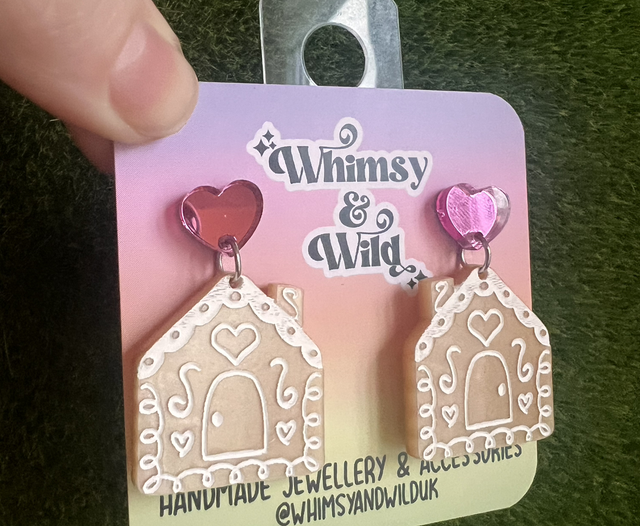 Whimsy
&
Wild
HANDMADE JEWELLERY & ACCESSORIES
@WHIMSYANDWILDUK